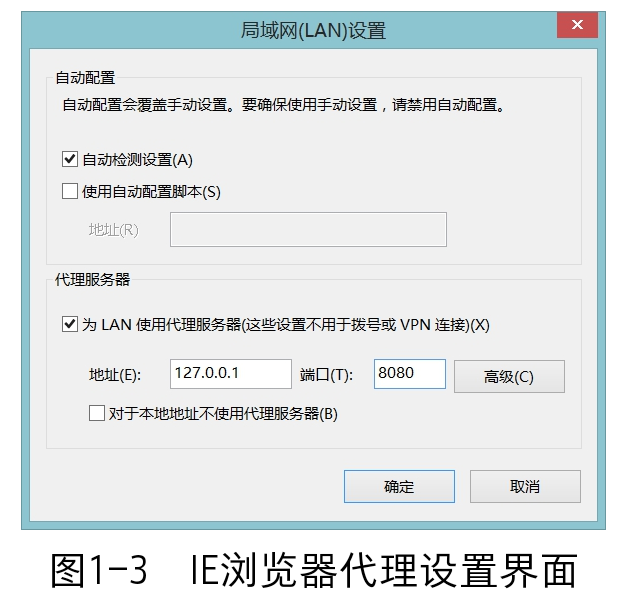 局域网(LAN)设置
自动配置
自动配置会覆盖手动设置。要确保使用手动设置，请禁用自动配置。
自动检测设置(A)
使用自动配置脚本(S)
地址(R)
代理服务器
为 LAN 使用代理服务器(这些设置不用于拨号或 VPN 连接)(X)
地址(E): 127.0.0.1 端口(T): 8080 高级(C)
对于本地地址不使用代理服务器(B)
确定 取消
图1-3 IE浏览器代理设置界面